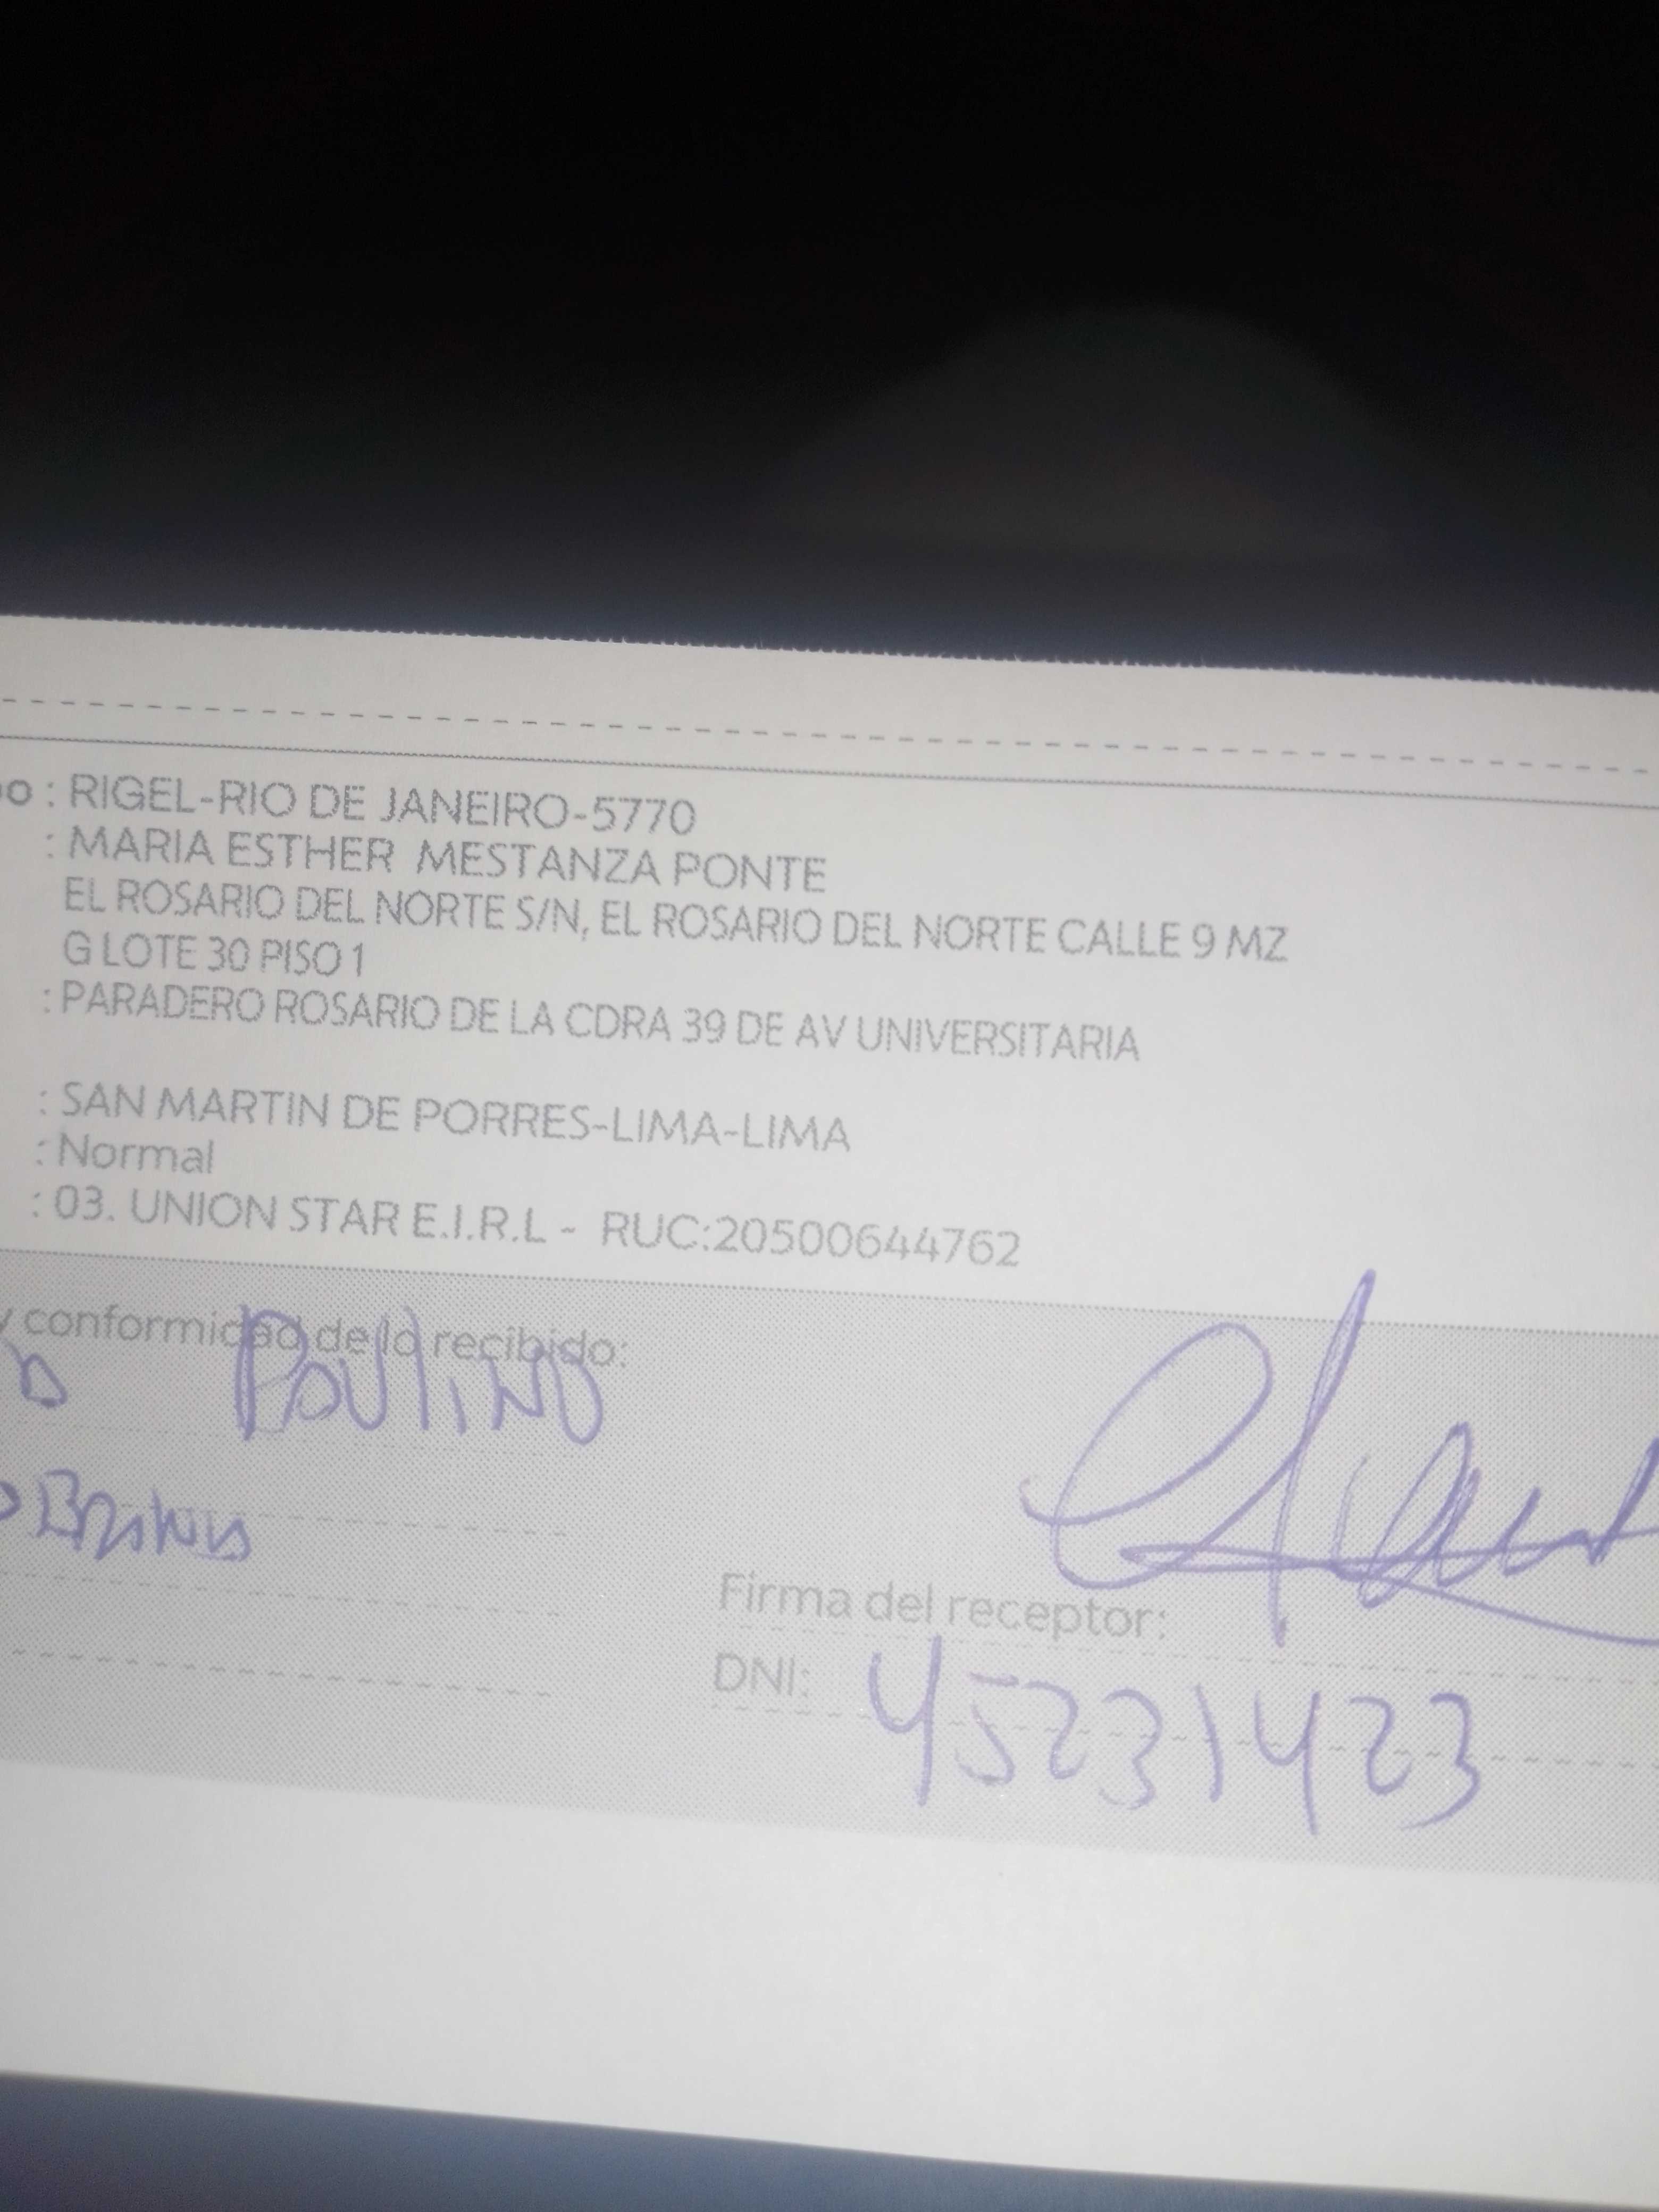 o : RIGEL-RIO DE JANEIRO-5770
: MARIA ESTHER MESTANZA PONTE
EL ROSARIO DEL NORTE S/N, EL ROSARIO DEL NORTE CALLE 9 MZ
G LOTE 30 PISO 1
: PARADERO ROSARIO DE LA CDRA 39 DE AV UNIVERSITARIA
: SAN MARTIN DE PORRES-LIMA-LIMA
: Normal
: 03. UNION STAR E.I.R.L - RUC:20500644762
y conformidad de lo recibido:
Paulino
Firma del receptor:
DNI: 45231423